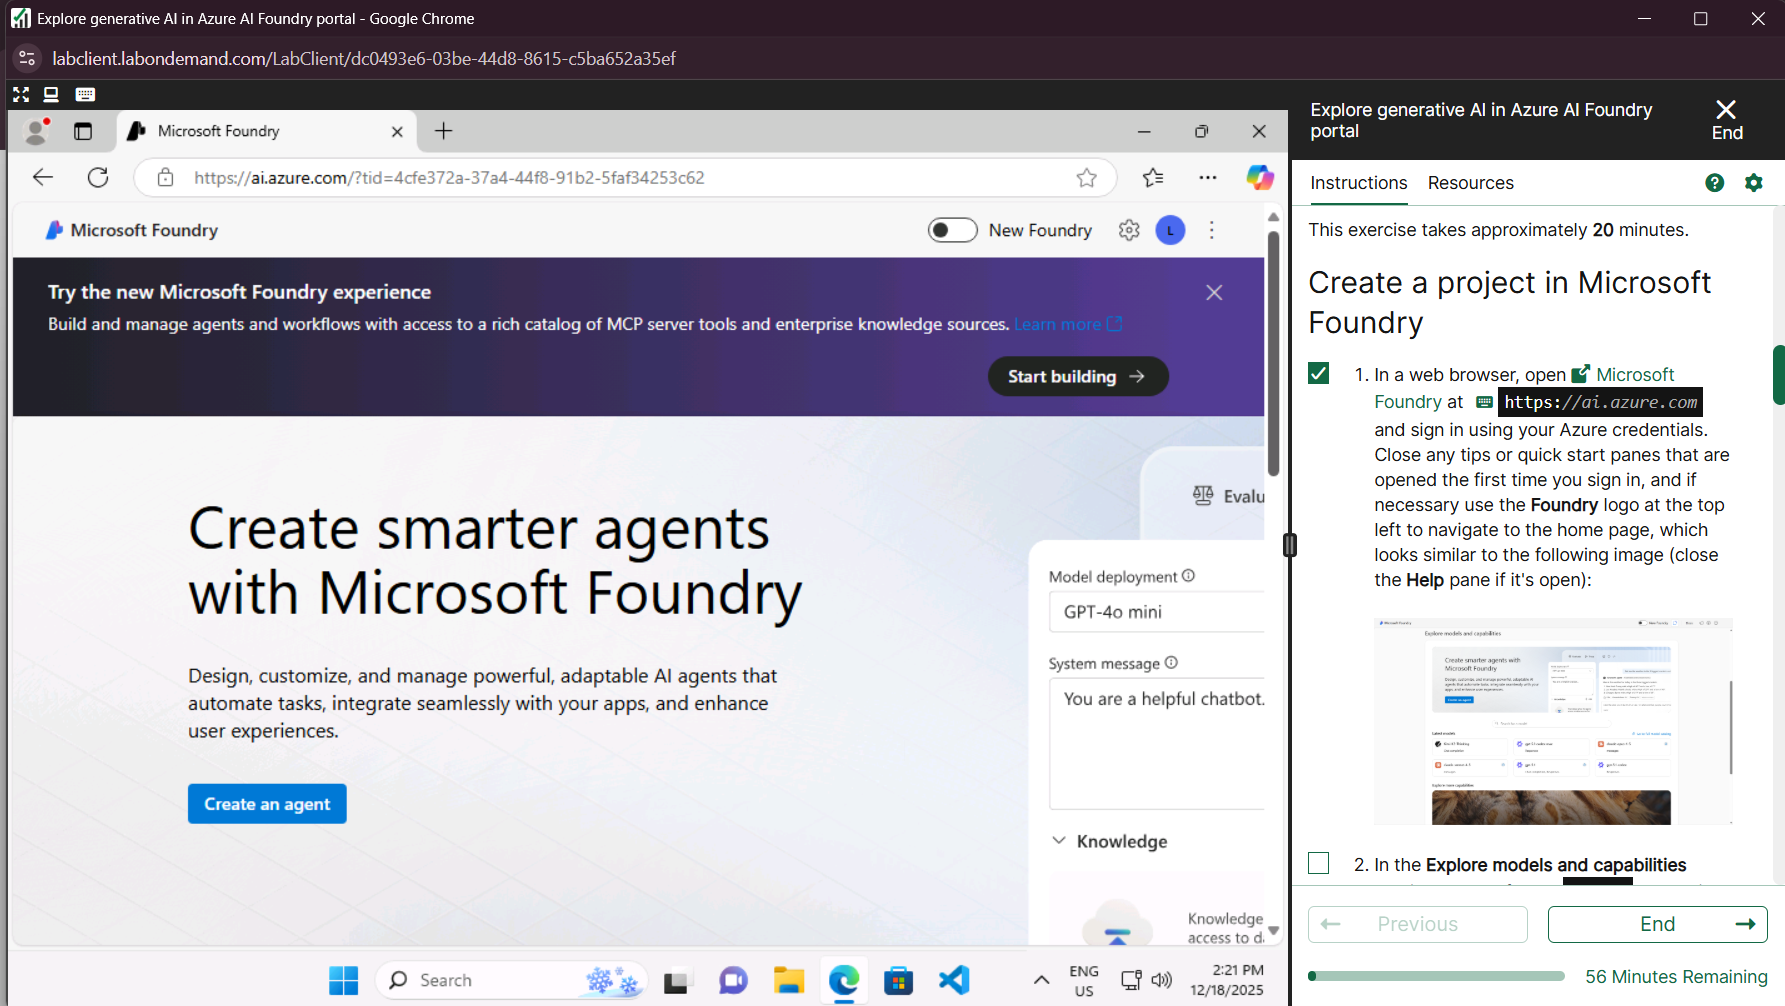 Explore generative AI in Azure AI Foundry portal - Google Chrome
labclient.labondemand.com/LabClient/dc0493e6-03be-44d8-8615-c5ba652a35ef
Microsoft Foundry
https://ai.azure.com/?tid=4cfe372a-37a4-44f8-91b2-5faf34253c62
Microsoft Foundry
New Foundry
L
Try the new Microsoft Foundry experience
Build and manage agents and workflows with access to a rich catalog of MCP server tools and enterprise knowledge sources. Learn more
Start building
Create smarter agents
with Microsoft Foundry
Design, customize, and manage powerful, adaptable AI agents that
automate tasks, integrate seamlessly with your apps, and enhance
user experiences.
Create an agent
Evalu
Model deployment
GPT-4o mini
System message
You are a helpful chatbot.
Knowledge
Knowledge
access to d
Search
ENG
US
2:21 PM
12/18/2025
Explore generative AI in Azure AI Foundry
portal
End
Instructions
Resources
This exercise takes approximately 20 minutes.
Create a project in Microsoft
Foundry
1. In a web browser, open Microsoft
Foundry at https://ai.azure.com
and sign in using your Azure credentials.
Close any tips or quick start panes that are
opened the first time you sign in, and if
necessary use the Foundry logo at the top
left to navigate to the home page, which
looks similar to the following image (close
the Help pane if it's open):
Explore models and capabilities
Create smarter agents with
Microsoft Foundry
2. In the Explore models and capabilities
Previous
End
56 Minutes Remaining